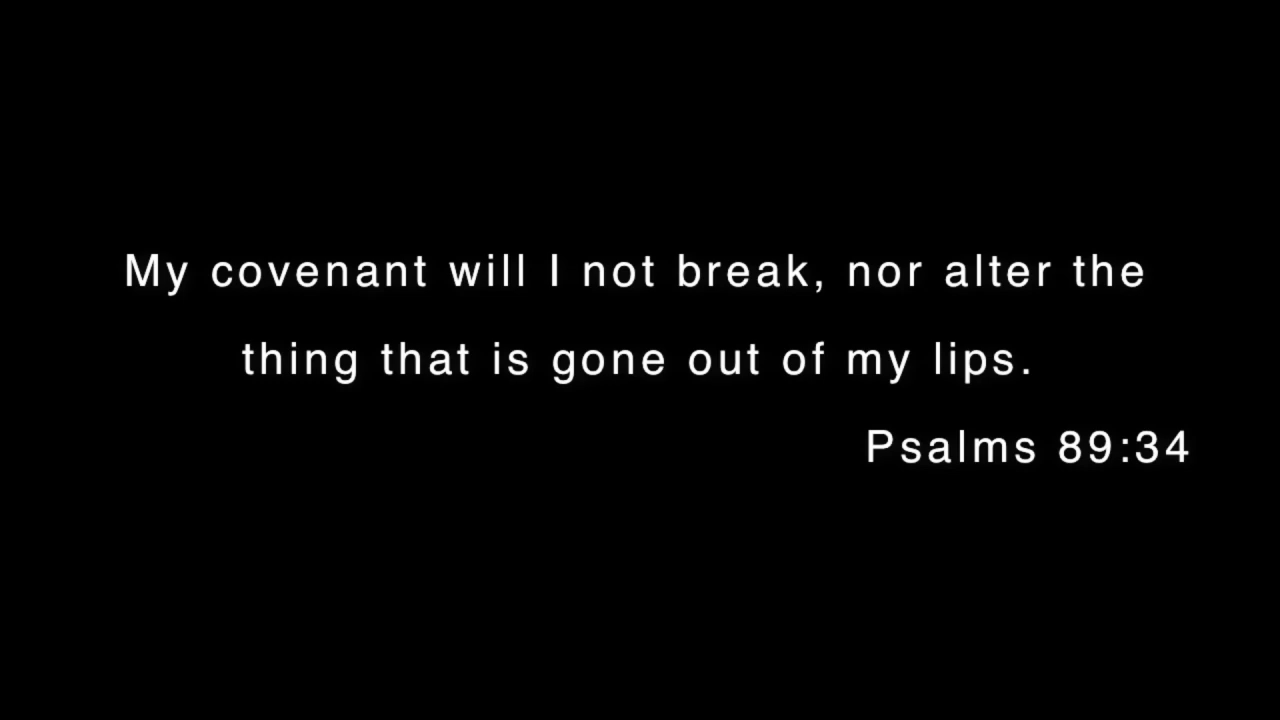 My covenant will I not break, nor alter the
thing that is gone out of my lips.
Psalms 89:34